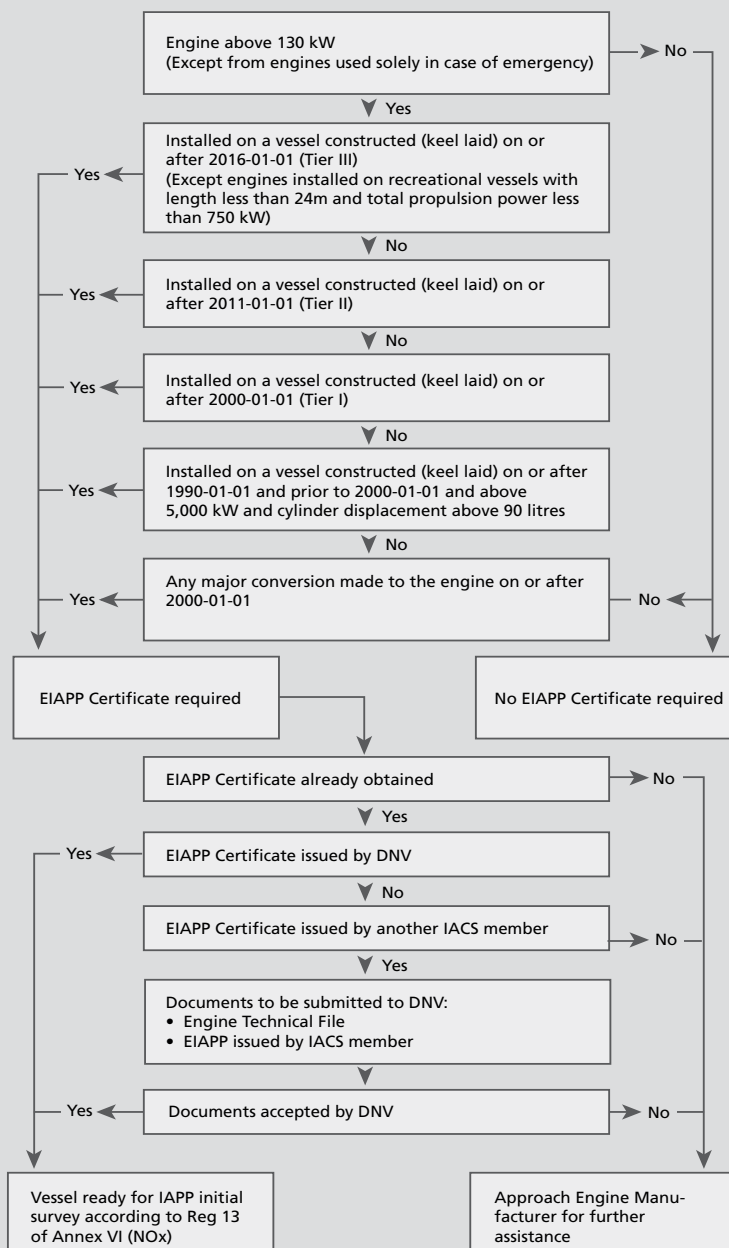 Engine above 130 kW
(Except from engines used solely in case of emergency)
No
Yes
Installed on a vessel constructed (keel laid) on or
after 2016-01-01 (Tier III)
(Except engines installed on recreational vessels with
length less than 24m and total propulsion power less
than 750 kW)
Yes
No
Installed on a vessel constructed (keel laid) on or
after 2011-01-01 (Tier II)
Yes
No
Installed on a vessel constructed (keel laid) on or
after 2000-01-01 (Tier I)
Yes
No
Installed on a vessel constructed (keel laid) on or after
1990-01-01 and prior to 2000-01-01 and above
5,000 kW and cylinder displacement above 90 litres
Yes
No
Any major conversion made to the engine on or after
2000-01-01
Yes
No
EIAPP Certificate required
No EIAPP Certificate required
EIAPP Certificate already obtained
No
Yes
EIAPP Certificate issued by DNV
Yes
No
EIAPP Certificate issued by another IACS member
No
Yes
Documents to be submitted to DNV:
• Engine Technical File
• EIAPP issued by IACS member
Documents accepted by DNV
Yes
No
Vessel ready for IAPP initial
survey according to Reg 13
of Annex VI (NOx)
Approach Engine Manu-
facturer for further
assistance